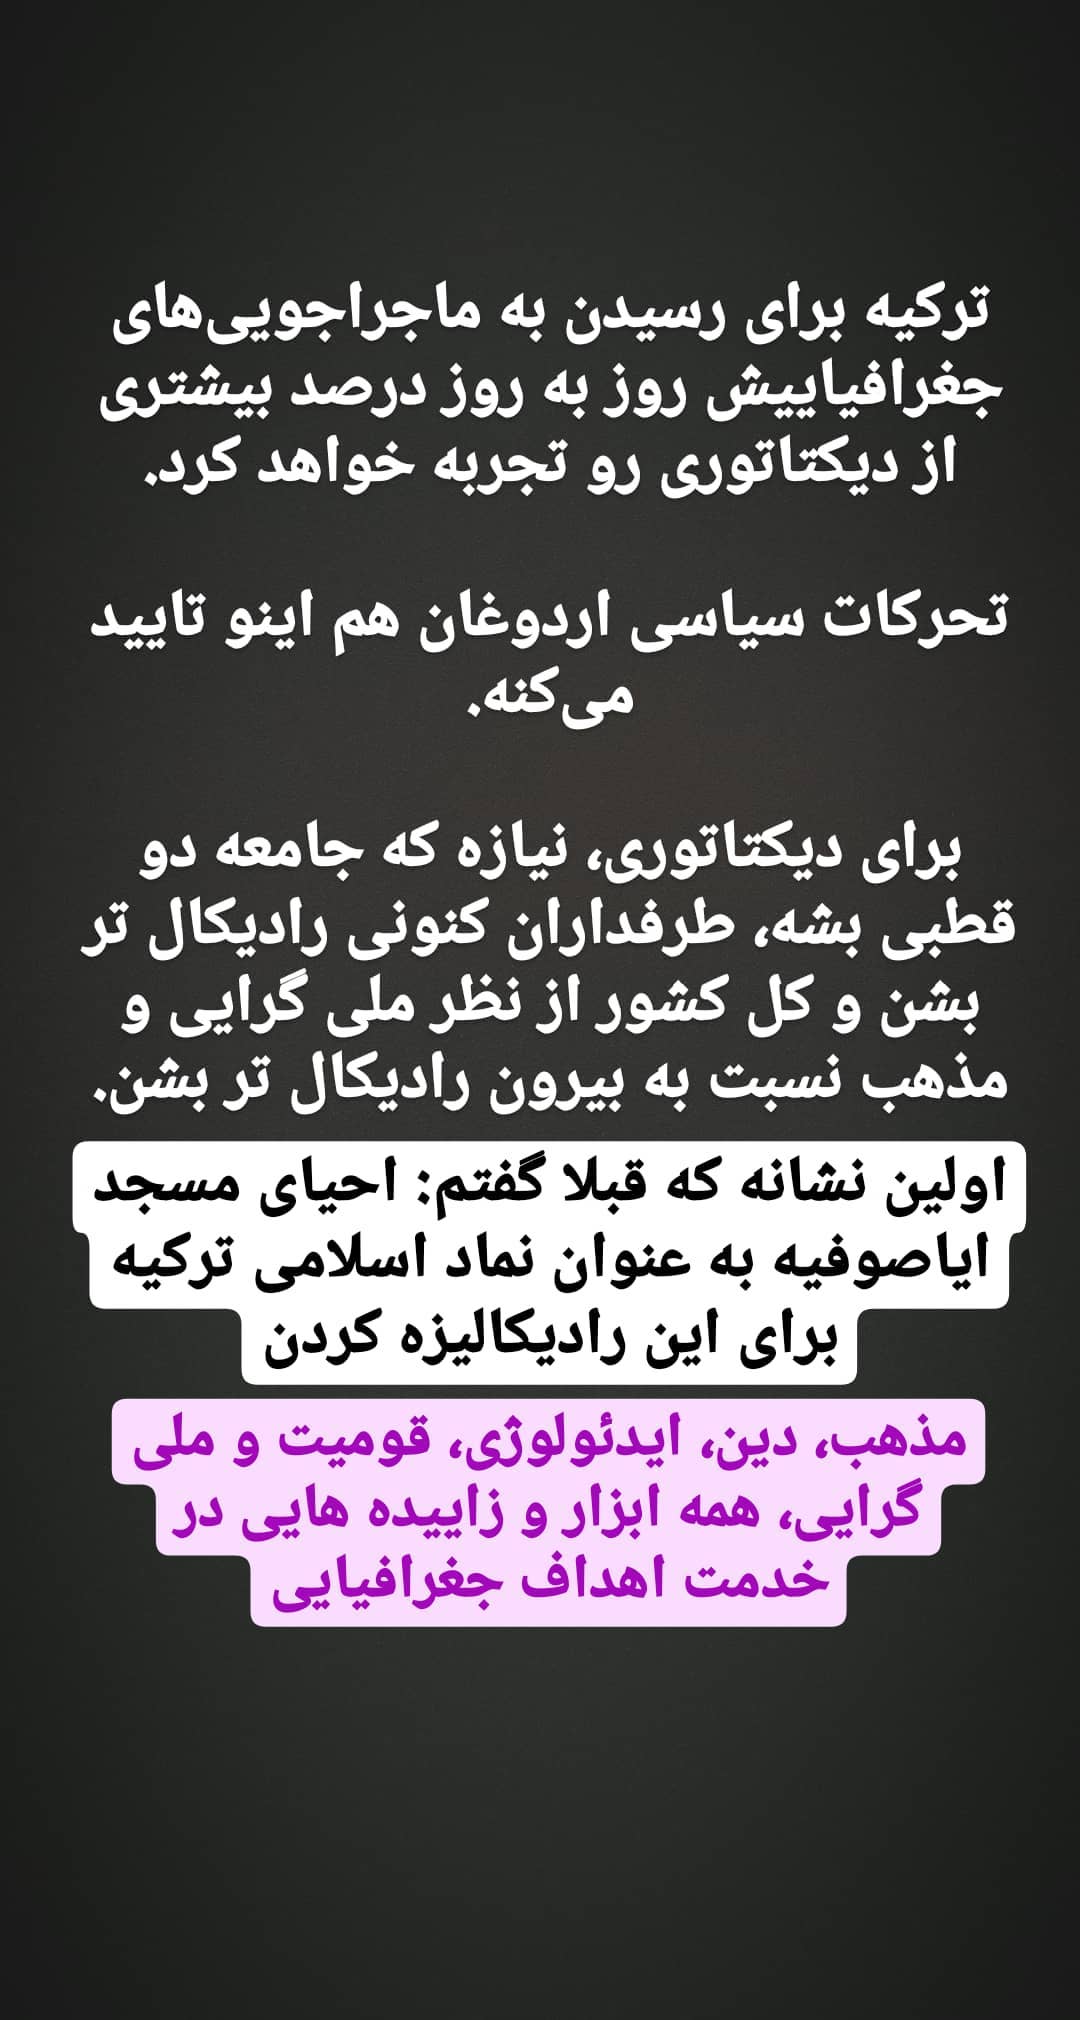 ترکیه برای رسیدن به ماجراجویی‌های
جغرافیاییش روز به روز درصد بیشتری
از دیکتاتوری رو تجربه خواهد کرد.
تحرکات سیاسی اردوغان هم اینو تایید
می‌کنه.
برای دیکتاتوری، نیازه که جامعه دو
قطبی بشه، طرفداران کنونی رادیکال تر
بشن و کل کشور از نظر ملی گرایی و
مذهب نسبت به بیرون رادیکال تر بشن.
اولین نشانه که قبلا گفتم: احیای مسجد
ایاصوفیه به عنوان نماد اسلامی ترکیه
برای این رادیکالیزه کردن
مذهب، دین، ایدئولوژی، قومیت و ملی
گرایی، همه ابزار و زاییده هایی در
خدمت اهداف جغرافیایی